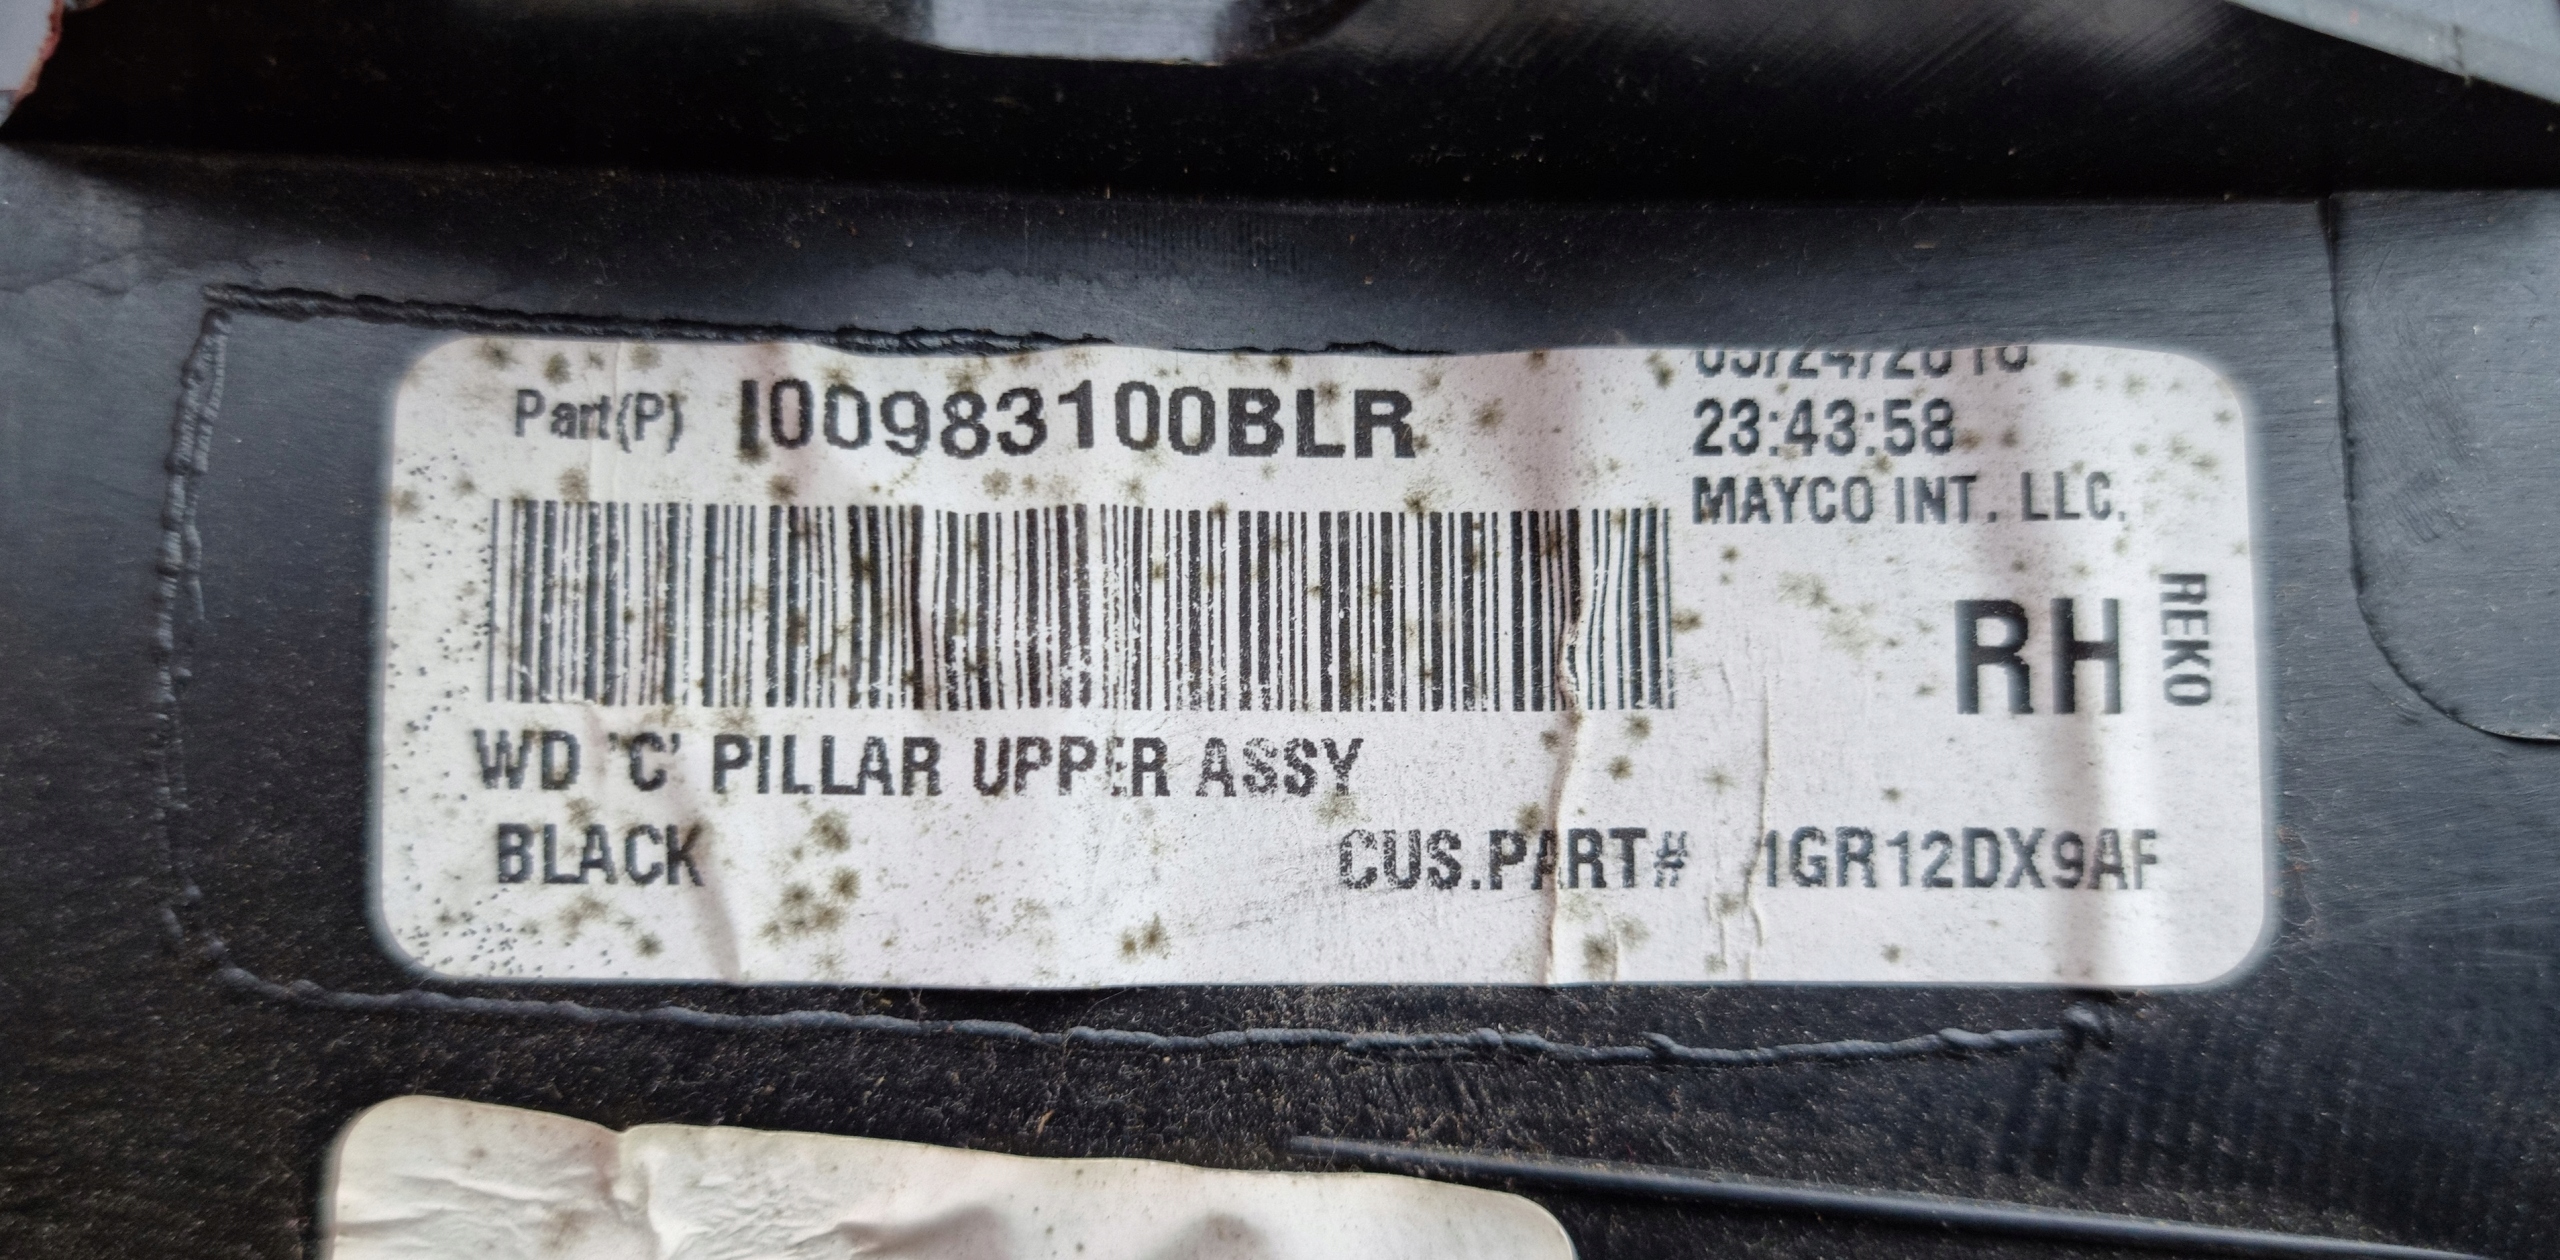 Part(P) I00983100BLR
23:43:58
MAYCO INT. LLC.
RH
REKO
WD 'C' PILLAR UPPER ASSY
BLACK
CUS.PART# 1GR12DX9AF